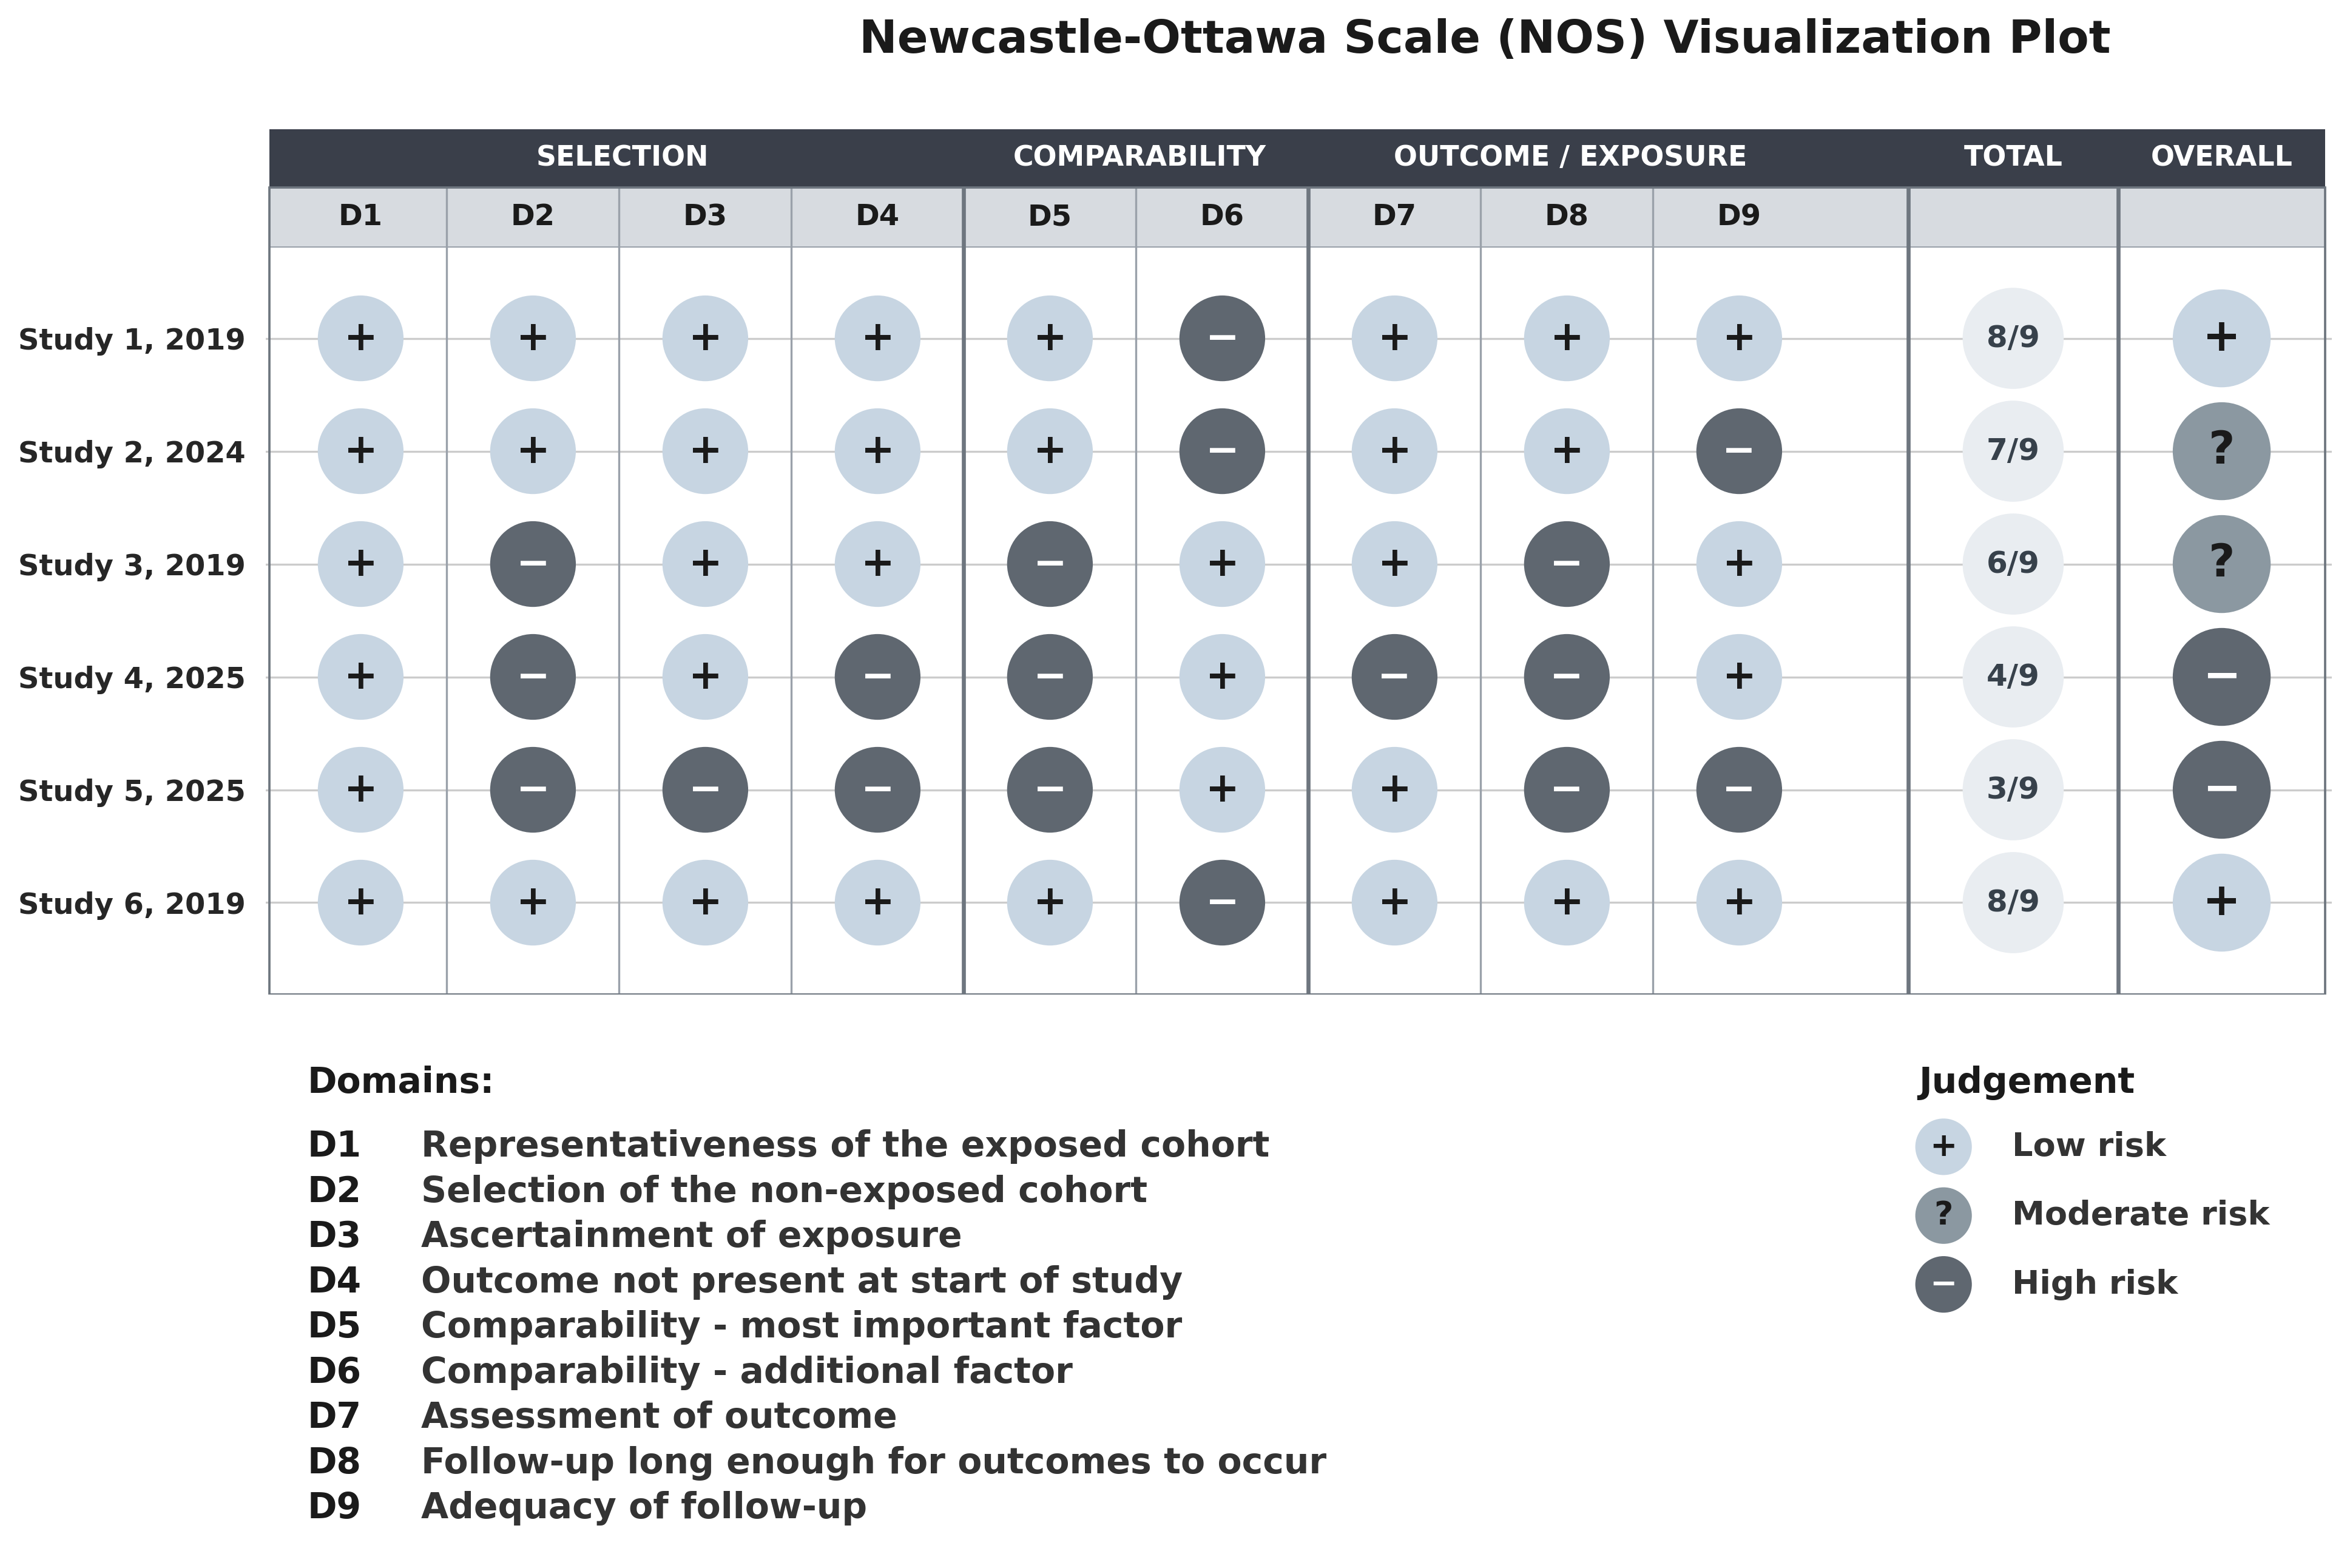 Newcastle-Ottawa Scale (NOS) Visualization Plot
SELECTION COMPARABILITY OUTCOME / EXPOSURE TOTAL OVERALL
D1 D2 D3 D4 D5 D6 D7 D8 D9
Study 1, 2019 + + + + + − + + + 8/9 +
Study 2, 2024 + + + + + − + + − 7/9 ?
Study 3, 2019 + − + + − + + − + 6/9 ?
Study 4, 2025 + − + − − + − − + 4/9 −
Study 5, 2025 + − − − − + + − − 3/9 −
Study 6, 2019 + + + + + − + + + 8/9 +
Domains:
D1 Representativeness of the exposed cohort
D2 Selection of the non-exposed cohort
D3 Ascertainment of exposure
D4 Outcome not present at start of study
D5 Comparability - most important factor
D6 Comparability - additional factor
D7 Assessment of outcome
D8 Follow-up long enough for outcomes to occur
D9 Adequacy of follow-up
Judgement
+ Low risk
? Moderate risk
− High risk